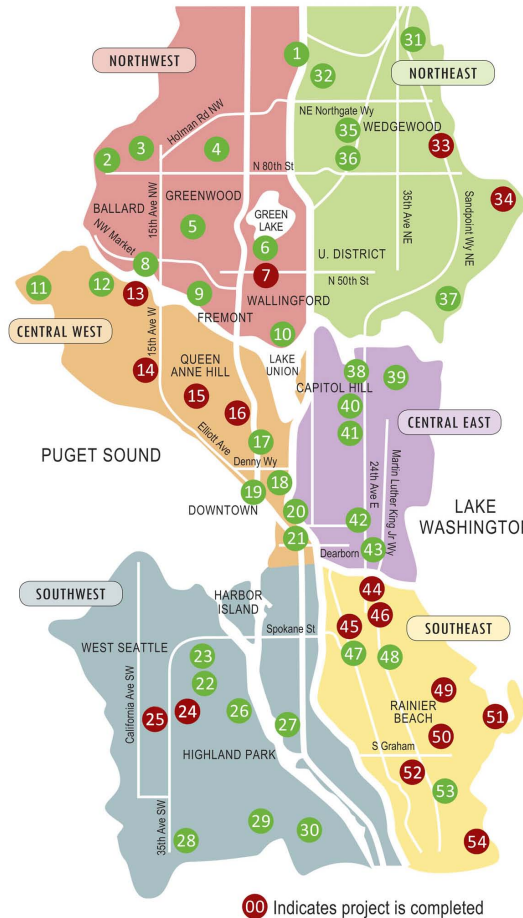 31
1
NORTHWEST
32
NORTHEAST
Holman Rd NW
NE Northgate Wy
35
WEDGEWOOD
33
3
4
2
36
N 80th St
34
15th Ave NW
35th Ave NE
Sandpoint Wy NE
BALLARD
GREENWOOD
5
GREEN
LAKE
NW Market
6
U. DISTRICT
8
7
N 50th St
11
12
13
9
WALLINGFORD
37
FREMONT
CENTRAL WEST
15th Ave W
10
14
QUEEN
ANNE HILL
LAKE
UNION
38
39
CAPITOL HILL
15
16
40
CENTRAL EAST
41
Elliott Ave
17
PUGET SOUND
Denny Wy
24th Ave E
Martin Luther King Jr Wy
18
19
DOWNTOWN
20
42
LAKE
WASHINGTON
21
Dearborn
43
SOUTHWEST
HARBOR
ISLAND
44
46
45
SOUTHEAST
Spokane St
WEST SEATTLE
23
47
48
California Ave SW
22
49
25
24
26
27
RAINIER
BEACH
51
50
HIGHLAND PARK
S Graham
52
53
35th Ave SW
29
30
28
54
00 Indicates project is completed